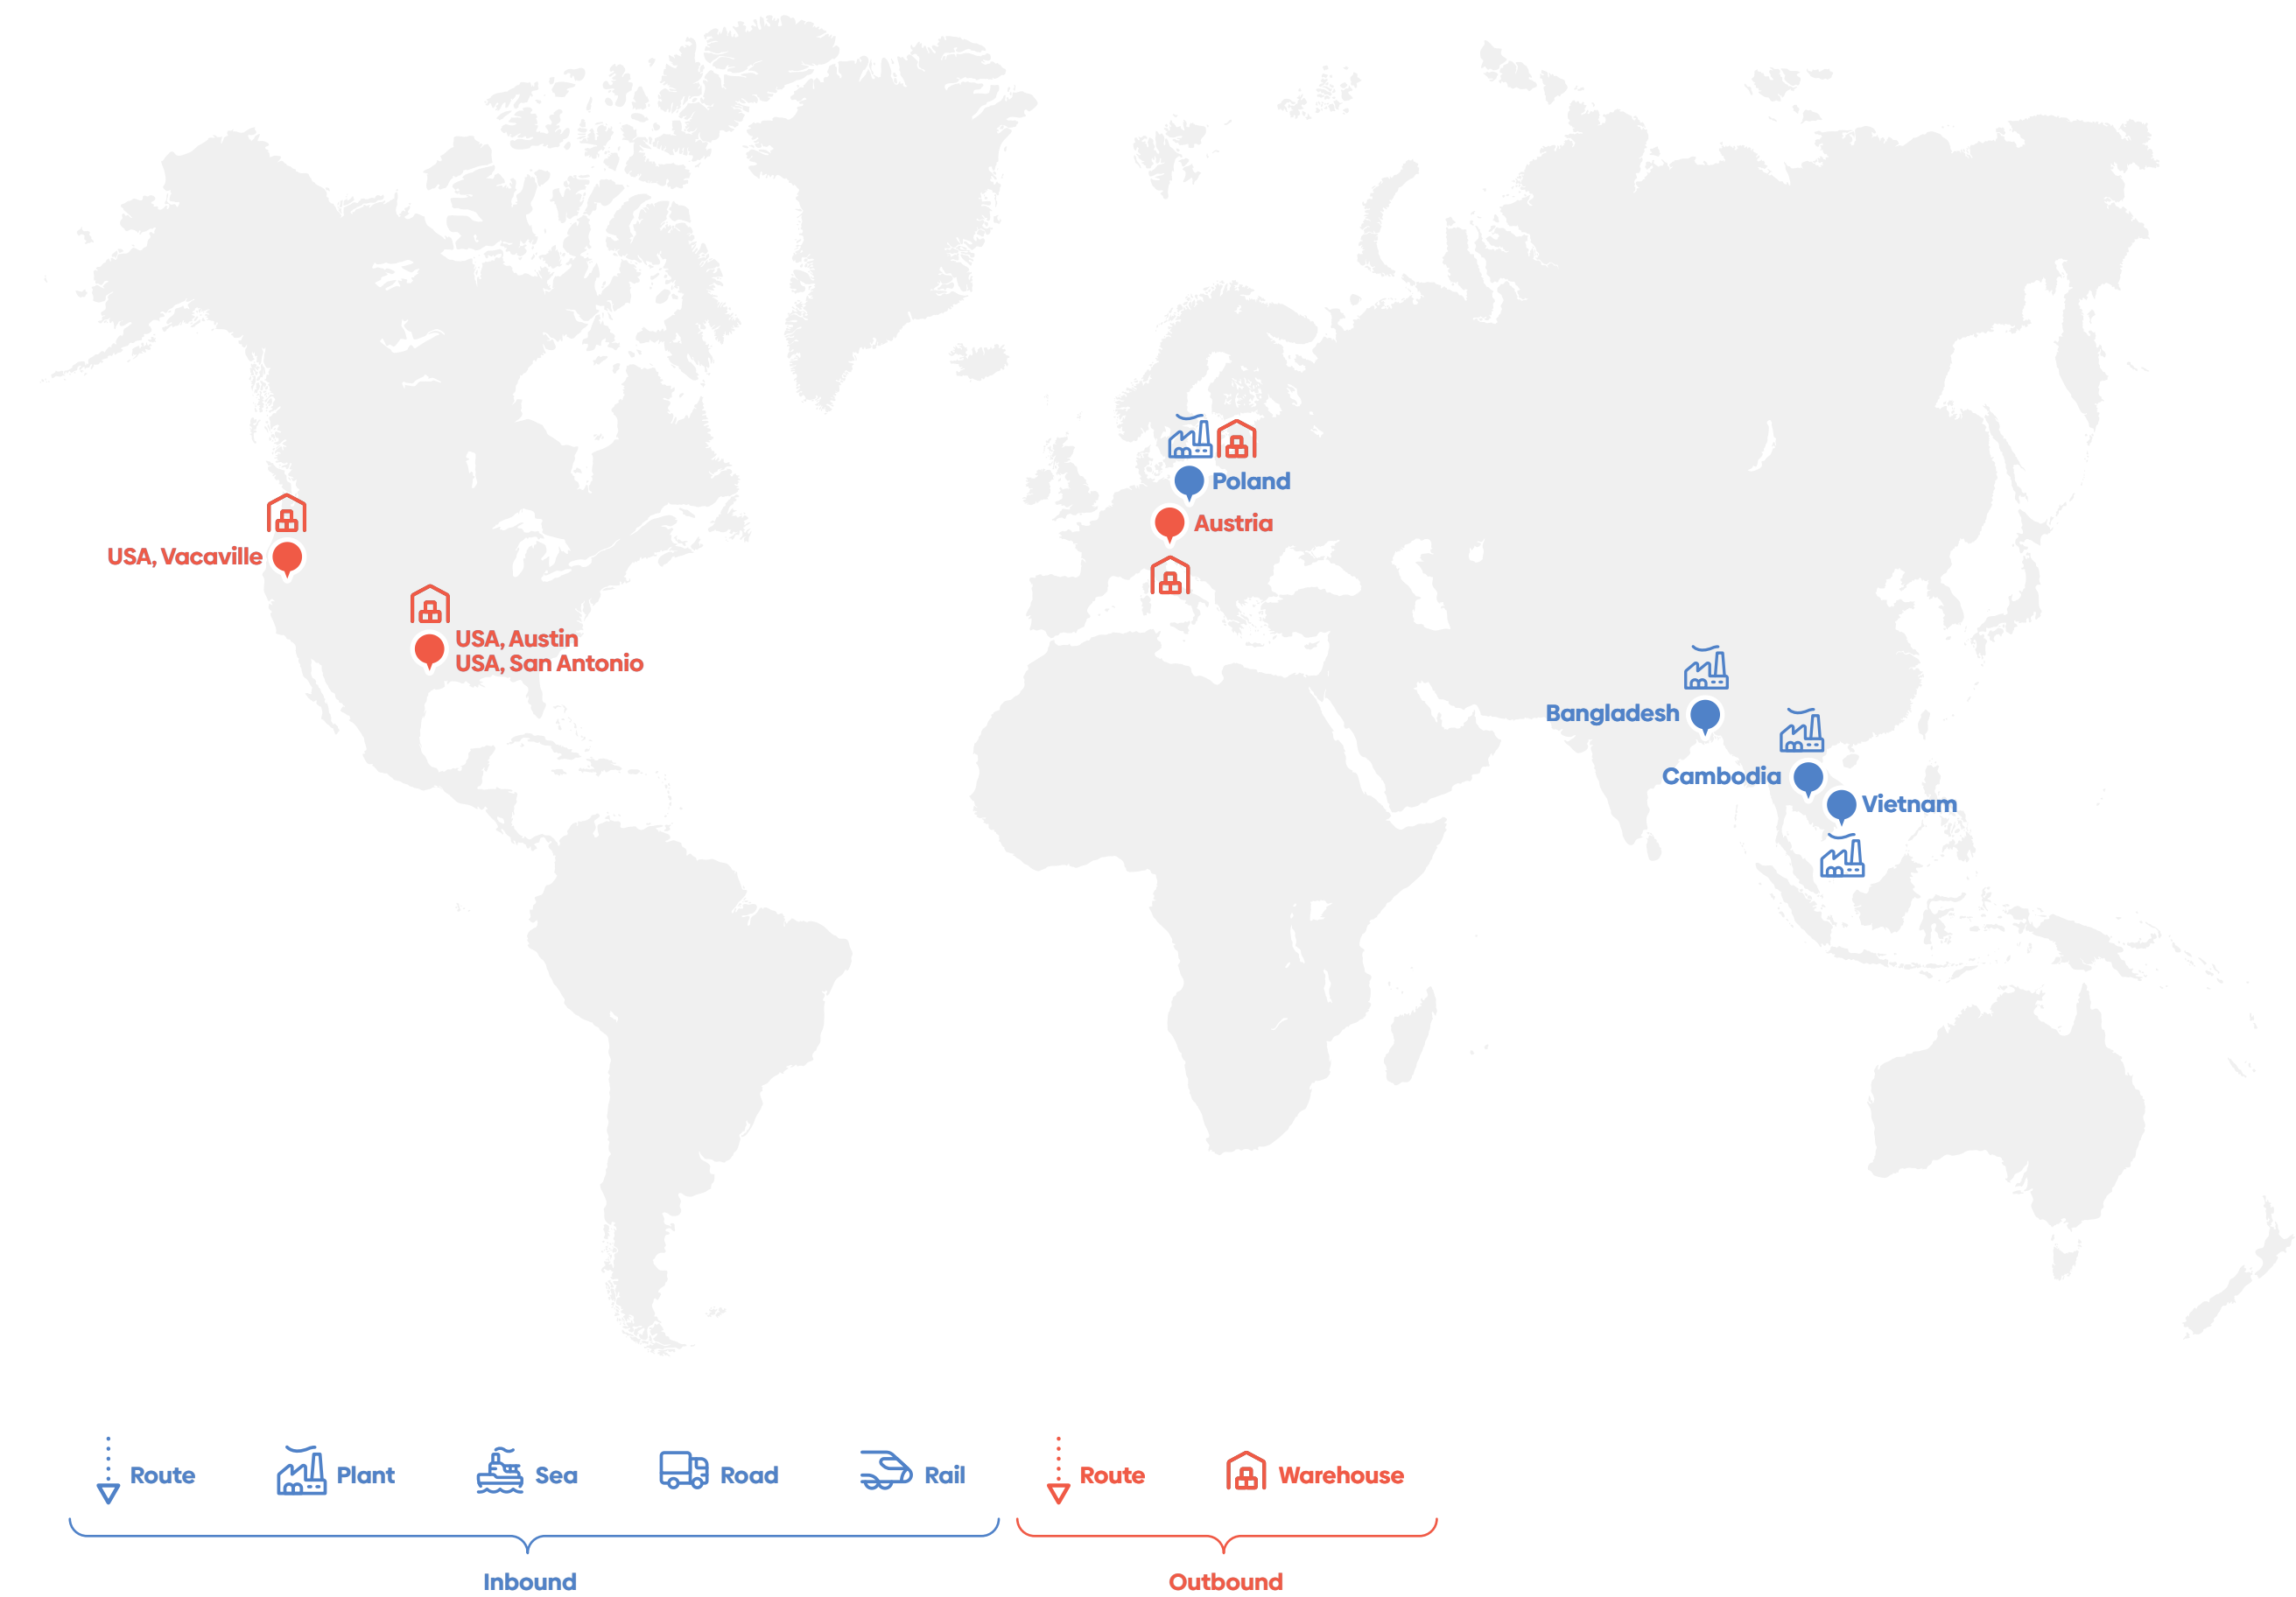 Poland
Austria
USA, Vacaville
USA, Austin
USA, San Antonio
Bangladesh
Cambodia
Vietnam
Route
Plant
Sea
Road
Rail
Route
Warehouse
Inbound
Outbound